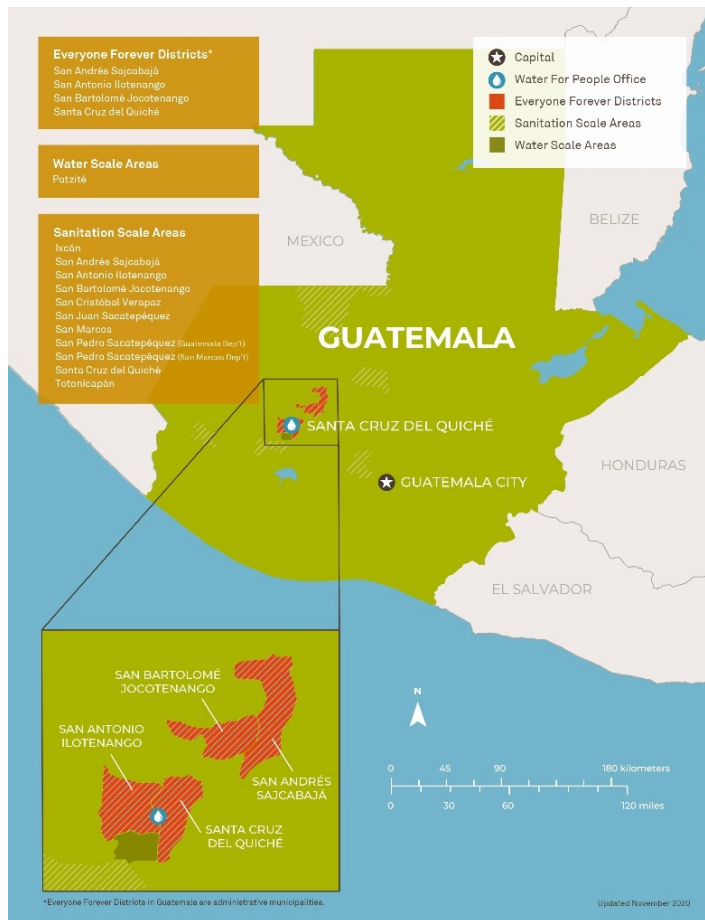 Everyone Forever Districts*
San Andrés Sajcabajá
San Antonio Ilotenango
San Bartolomé Jocotenango
Santa Cruz del Quiché
Water Scale Areas
Patzité
Sanitation Scale Areas
Ixcán
San Andrés Sajcabajá
San Antonio Ilotenango
San Bartolomé Jocotenango
San Cristóbal Verapaz
San Juan Sacatepéquez
San Marcos
San Pedro Sacatepéquez (Guatemala Dep't)
San Pedro Sacatepéquez (San Marcos Dep't)
Santa Cruz del Quiché
Totonicapán
Capital
Water For People Office
Everyone Forever Districts
Sanitation Scale Areas
Water Scale Areas
MEXICO
BELIZE
GUATEMALA
SANTA CRUZ DEL QUICHÉ
HONDURAS
GUATEMALA CITY
EL SALVADOR
SAN BARTOLOMÉ
JOCOTENANGO
SAN ANTONIO
ILOTENANGO
SAN ANDRÉS
SAJCABAJÁ
SANTA CRUZ
DEL QUICHÉ
N
0 45 90 180 kilometers
0 30 60 120 miles
*Everyone Forever Districts in Guatemala are administrative municipalities.
Updated November 2020